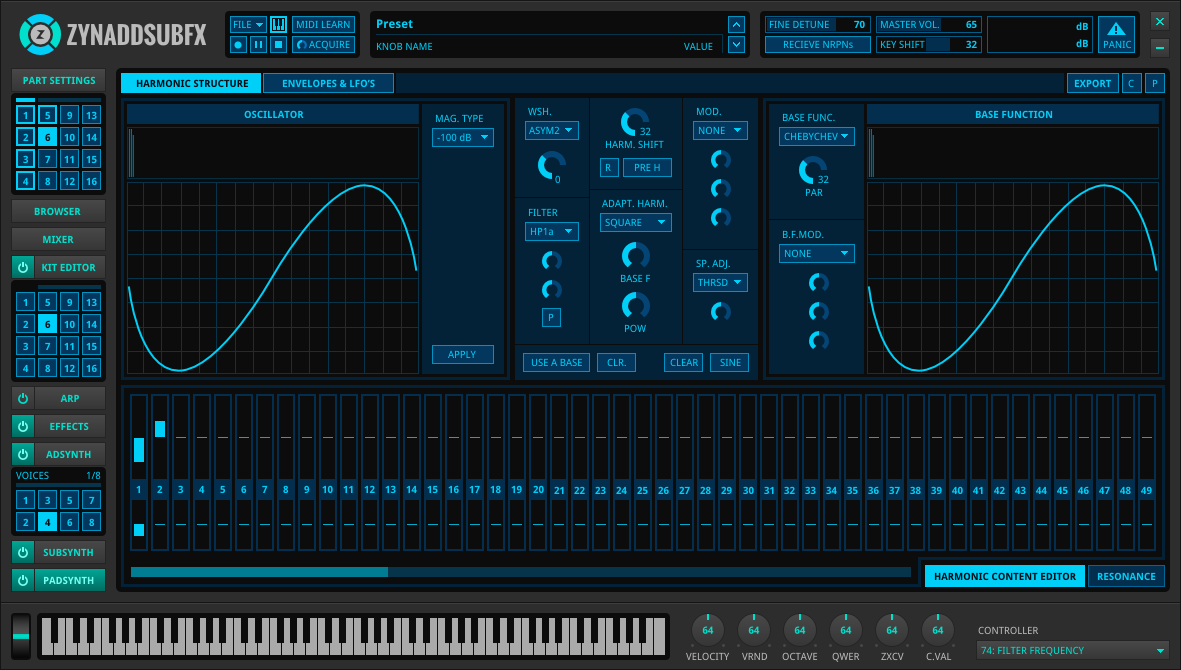 ZYNADDSUBFX
FILE
MIDI LEARN
ACQUIRE
Preset
KNOB NAME
VALUE
FINE DETUNE 70
MASTER VOL. 65
RECIEVE NRPNs
KEY SHIFT 32
dB
dB
PANIC
PART SETTINGS
1 5 9 13
2 6 10 14
3 7 11 15
4 8 12 16
BROWSER
MIXER
KIT EDITOR
1 5 9 13
2 6 10 14
3 7 11 15
4 8 12 16
ARP
EFFECTS
ADSYNTH
VOICES 1/8
1 3 5 7
2 4 6 8
SUBSYNTH
PADSYNTH
HARMONIC STRUCTURE
ENVELOPES & LFO'S
EXPORT
C
P
OSCILLATOR
MAG. TYPE
-100 dB
APPLY
WSH.
ASYM2
0
FILTER
HP1a
P
32
HARM. SHIFT
R
PRE H
ADAPT. HARM.
SQUARE
BASE F
POW
MOD.
NONE
SP. ADJ.
THRSD
USE A BASE
CLR.
CLEAR
SINE
BASE FUNC.
CHEBYCHEV
32
PAR
B.F.MOD.
NONE
BASE FUNCTION
1 2 3 4 5 6 7 8 9 10 11 12 13 14 15 16 17 18 19 20 21 22 23 24 25 26 27 28 29 30 31 32 33 34 35 36 37 38 39 40 41 42 43 44 45 46 47 48 49
HARMONIC CONTENT EDITOR
RESONANCE
64 64 64 64 64 64
VELOCITY VRND OCTAVE QWER ZXCV C.VAL
CONTROLLER
74: FILTER FREQUENCY